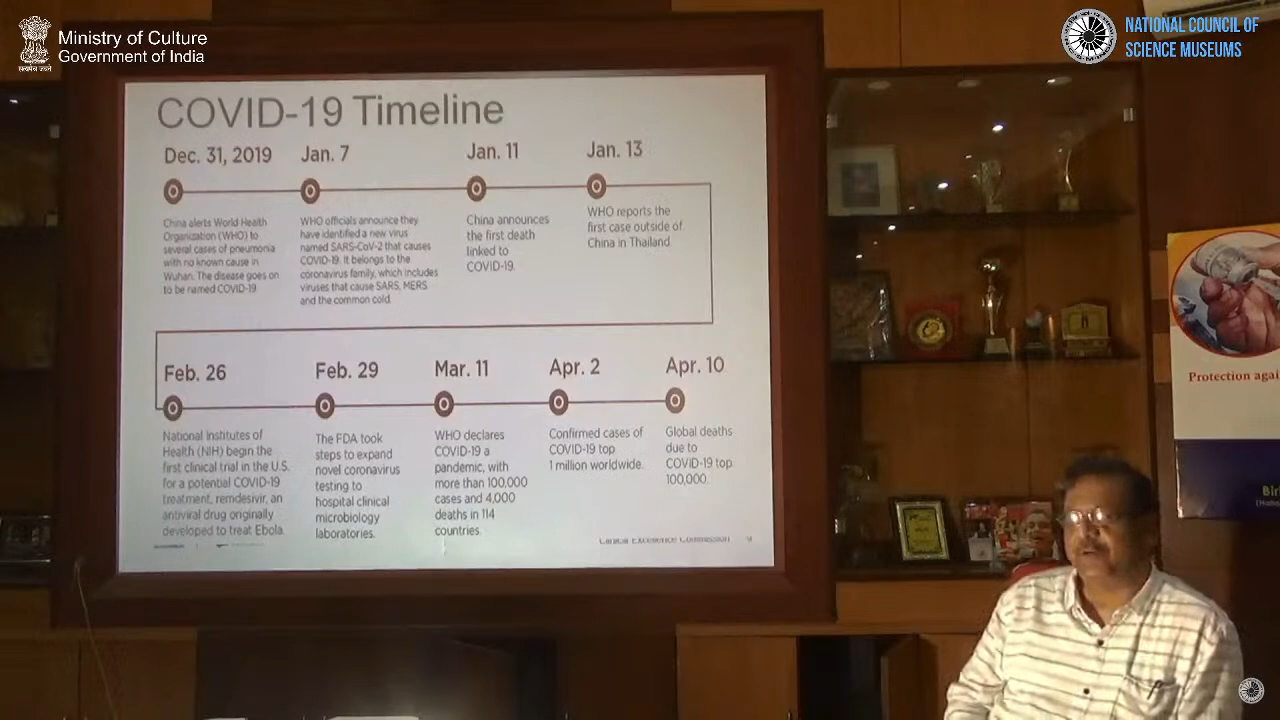 सत्यमेव जयते
Ministry of Culture
Government of India
NATIONAL COUNCIL OF
SCIENCE MUSEUMS
COVID-19 Timeline
Dec. 31, 2019
China alerts World Health
Organization (WHO) to
several cases of pneumonia
with no known cause in
Wuhan. The disease goes on
to be named COVID-19
Jan. 7
WHO officials announce they
have identified a new virus
named SARS-CoV-2 that causes
COVID-19. It belongs to the
coronavirus family, which includes
viruses that cause SARS, MERS
and the common cold.
Jan. 11
China announces
the first death
linked to
COVID-19.
Jan. 13
WHO reports the
first case outside of
China in Thailand.
Feb. 26
National Institutes of
Health (NIH) begin the
first clinical trial in the U.S.
for a potential COVID-19
treatment, remdesivir, an
antiviral drug originally
developed to treat Ebola.
Feb. 29
The FDA took
steps to expand
novel coronavirus
testing to
hospital clinical
microbiology
laboratories.
Mar. 11
WHO declares
COVID-19 a
pandemic, with
more than 100,000
cases and 4,000
deaths in 114
countries.
Apr. 2
Confirmed cases of
COVID-19 top
1 million worldwide.
Apr. 10
Global deaths
due to
COVID-19 top
100,000.
Clinical Excellence Commission
Protection agai
Bir